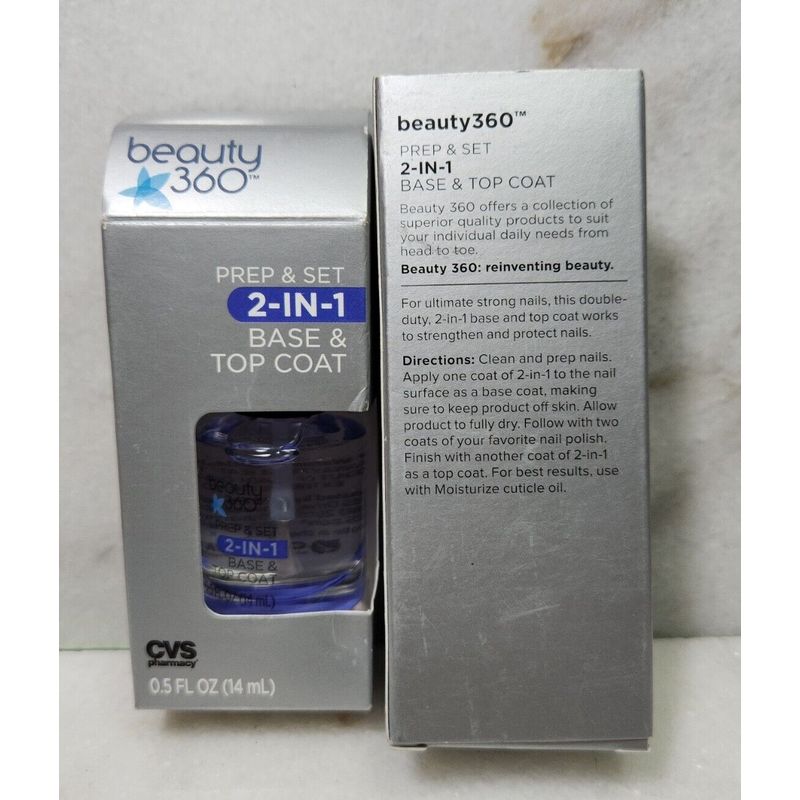 beauty
360™
PREP & SET
2-IN-1
BASE &
TOP COAT
beauty
360
PREP & SET
2-IN-1
BASE &
TOP COAT
FL OZ (14 mL)
CVS
pharmacy
0.5 FL OZ (14 mL)
beauty360™
PREP & SET
2-IN-1
BASE & TOP COAT
Beauty 360 offers a collection of
superior quality products to suit
your individual daily needs from
head to toe.
Beauty 360: reinventing beauty.
For ultimate strong nails, this double-
duty, 2-in-1 base and top coat works
to strengthen and protect nails.
Directions: Clean and prep nails.
Apply one coat of 2-in-1 to the nail
surface as a base coat, making
sure to keep product off skin. Allow
product to fully dry. Follow with two
coats of your favorite nail polish.
Finish with another coat of 2-in-1
as a top coat. For best results, use
with Moisturize cuticle oil.